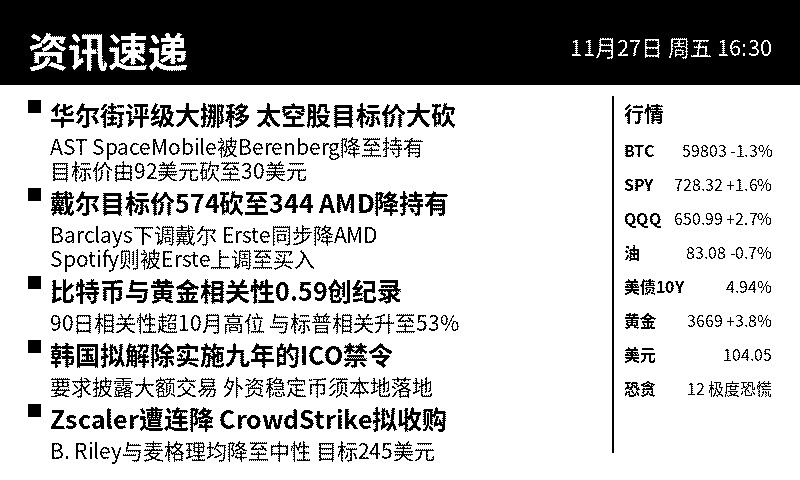 资讯速递
11月27日 周五 16:30
华尔街评级大挪移 太空股目标价大砍
AST SpaceMobile被Berenberg降至持有
目标价由92美元砍至30美元
戴尔目标价574砍至344 AMD降持有
Barclays下调戴尔 Erste同步降AMD
Spotify则被Erste上调至买入
比特币与黄金相关性0.59创纪录
90日相关性超10月高位 与标普相关升至53%
韩国拟解除实施九年的ICO禁令
要求披露大额交易 外资稳定币须本地落地
Zscaler遭连降 CrowdStrike拟收购
B. Riley与麦格理均降至中性 目标245美元
行情
BTC 59803 -1.3%
SPY 728.32 +1.6%
QQQ 650.99 +2.7%
油 83.08 -0.7%
美债10Y 4.94%
黄金 3669 +3.8%
美元 104.05
恐贪 12 极度恐慌